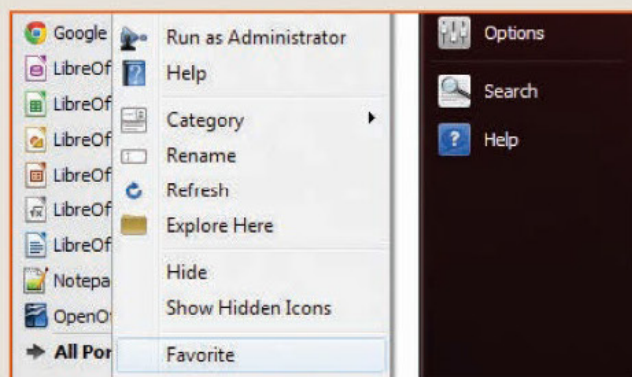 Google
LibreOf
LibreOf
LibreOf
LibreOf
LibreOf
LibreOf
Notepa
OpenO
All Por
Run as Administrator
Help
Category
Rename
Refresh
Explore Here
Hide
Show Hidden Icons
Favorite
Options
Search
Help